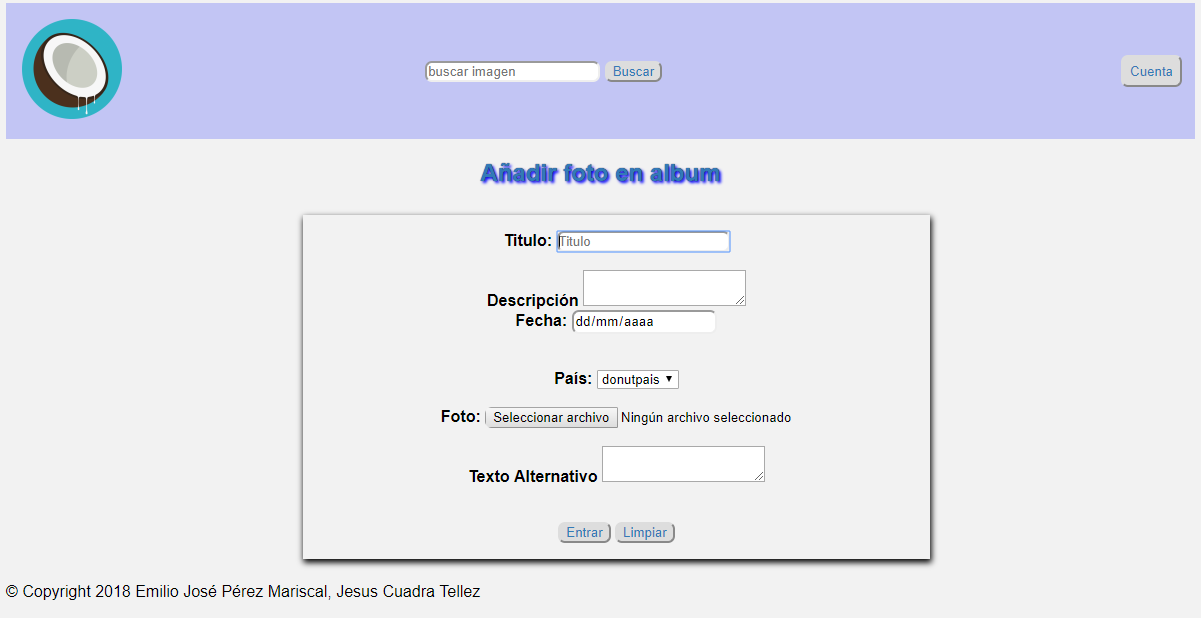 buscar imagen Buscar Cuenta
Añadir foto en album
Titulo: Titulo
Descripción
Fecha: dd/mm/aaaa
País: donutpais
Foto: Seleccionar archivo Ningún archivo seleccionado
Texto Alternativo
Entrar Limpiar
© Copyright 2018 Emilio José Pérez Mariscal, Jesus Cuadra Tellez